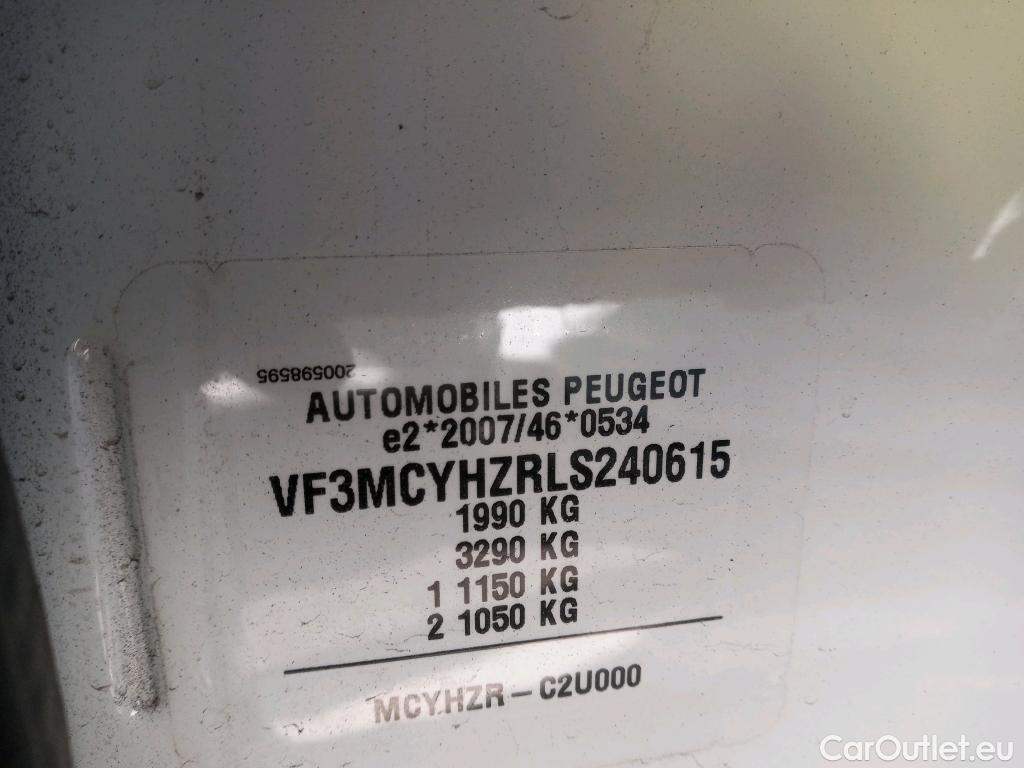 200598595
AUTOMOBILES PEUGEOT
e2*2007/46*0534
VF3MCYHZRLS240615
1990 KG
3290 KG
1 1150 KG
2 1050 KG
MCYHZR - C2U000
CarOutlet.eu